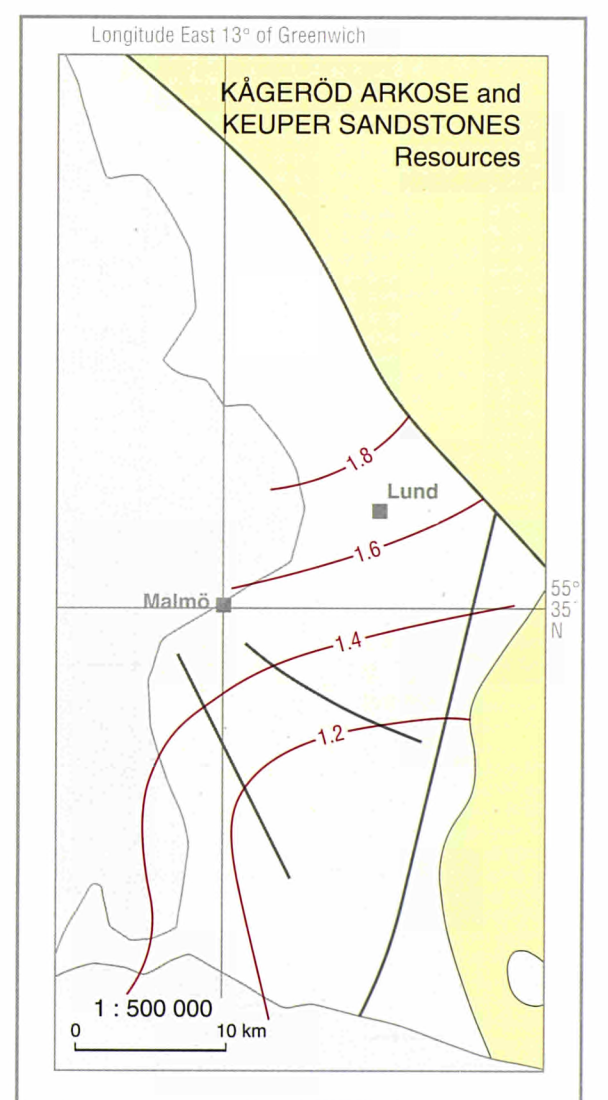 Longitude East 13° of Greenwich
KÅGERÖD ARKOSE and
KEUPER SANDSTONES
Resources
1.8
Lund
1.6
55°
Malmö
35´
N
1.4
1.2
1 : 500 000
0 10 km